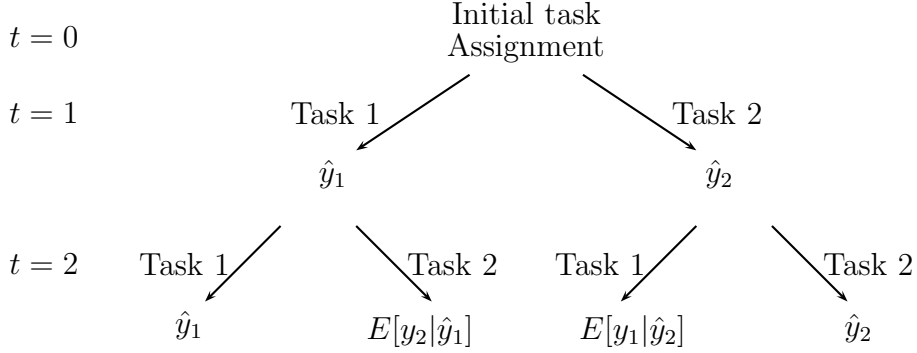 Initial task
t = 0
Assignment
t = 1 Task 1 Task 2
ŷ₁ ŷ₂
t = 2 Task 1 Task 2 Task 1 Task 2
ŷ₁ E[y₂|ŷ₁] E[y₁|ŷ₂] ŷ₂